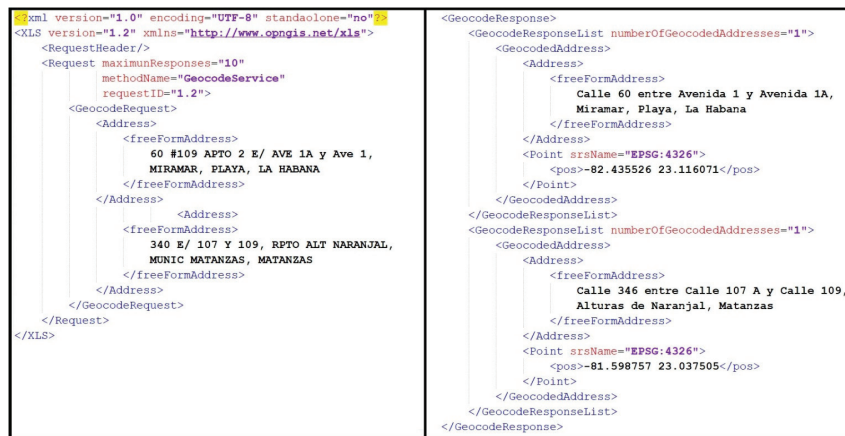 <?xml version="1.0" encoding="UTF-8" standaolone="no"?>
<XLS version="1.2" xmlns="http://www.opngis.net/xls">
<RequestHeader/>
<Request maximunResponses="10"
methodName="GeocodeService"
requestID="1.2">
<GeocodeRequest>
<Address>
<freeFormAddress>
60 #109 APTO 2 E/ AVE 1A y Ave 1,
MIRAMAR, PLAYA, LA HABANA
</freeFormAddress>
</Address>
<Address>
<freeFormAddress>
340 E/ 107 Y 109, RPTO ALT NARANJAL,
MUNIC MATANZAS, MATANZAS
</freeFormAddress>
</Address>
</GeocodeRequest>
</Request>
</XLS>
<GeocodeResponse>
<GeocodeResponseList numberOfGeocodedAddresses="1">
<GeocodedAddress>
<Address>
<freeFormAddress>
Calle 60 entre Avenida 1 y Avenida 1A,
Miramar, Playa, La Habana
</freeFormAddress>
</Address>
<Point srsName="EPSG:4326">
<pos>-82.435526 23.116071</pos>
</Point>
</GeocodedAddress>
</GeocodeResponseList>
<GeocodeResponseList numberOfGeocodedAddresses="1">
<GeocodedAddress>
<Address>
<freeFormAddress>
Calle 346 entre Calle 107 A y Calle 109,
Alturas de Naranjal, Matanzas
</freeFormAddress>
</Address>
<Point srsName="EPSG:4326">
<pos>-81.598757 23.037505</pos>
</Point>
</GeocodedAddress>
</GeocodeResponseList>
</GeocodeResponse>